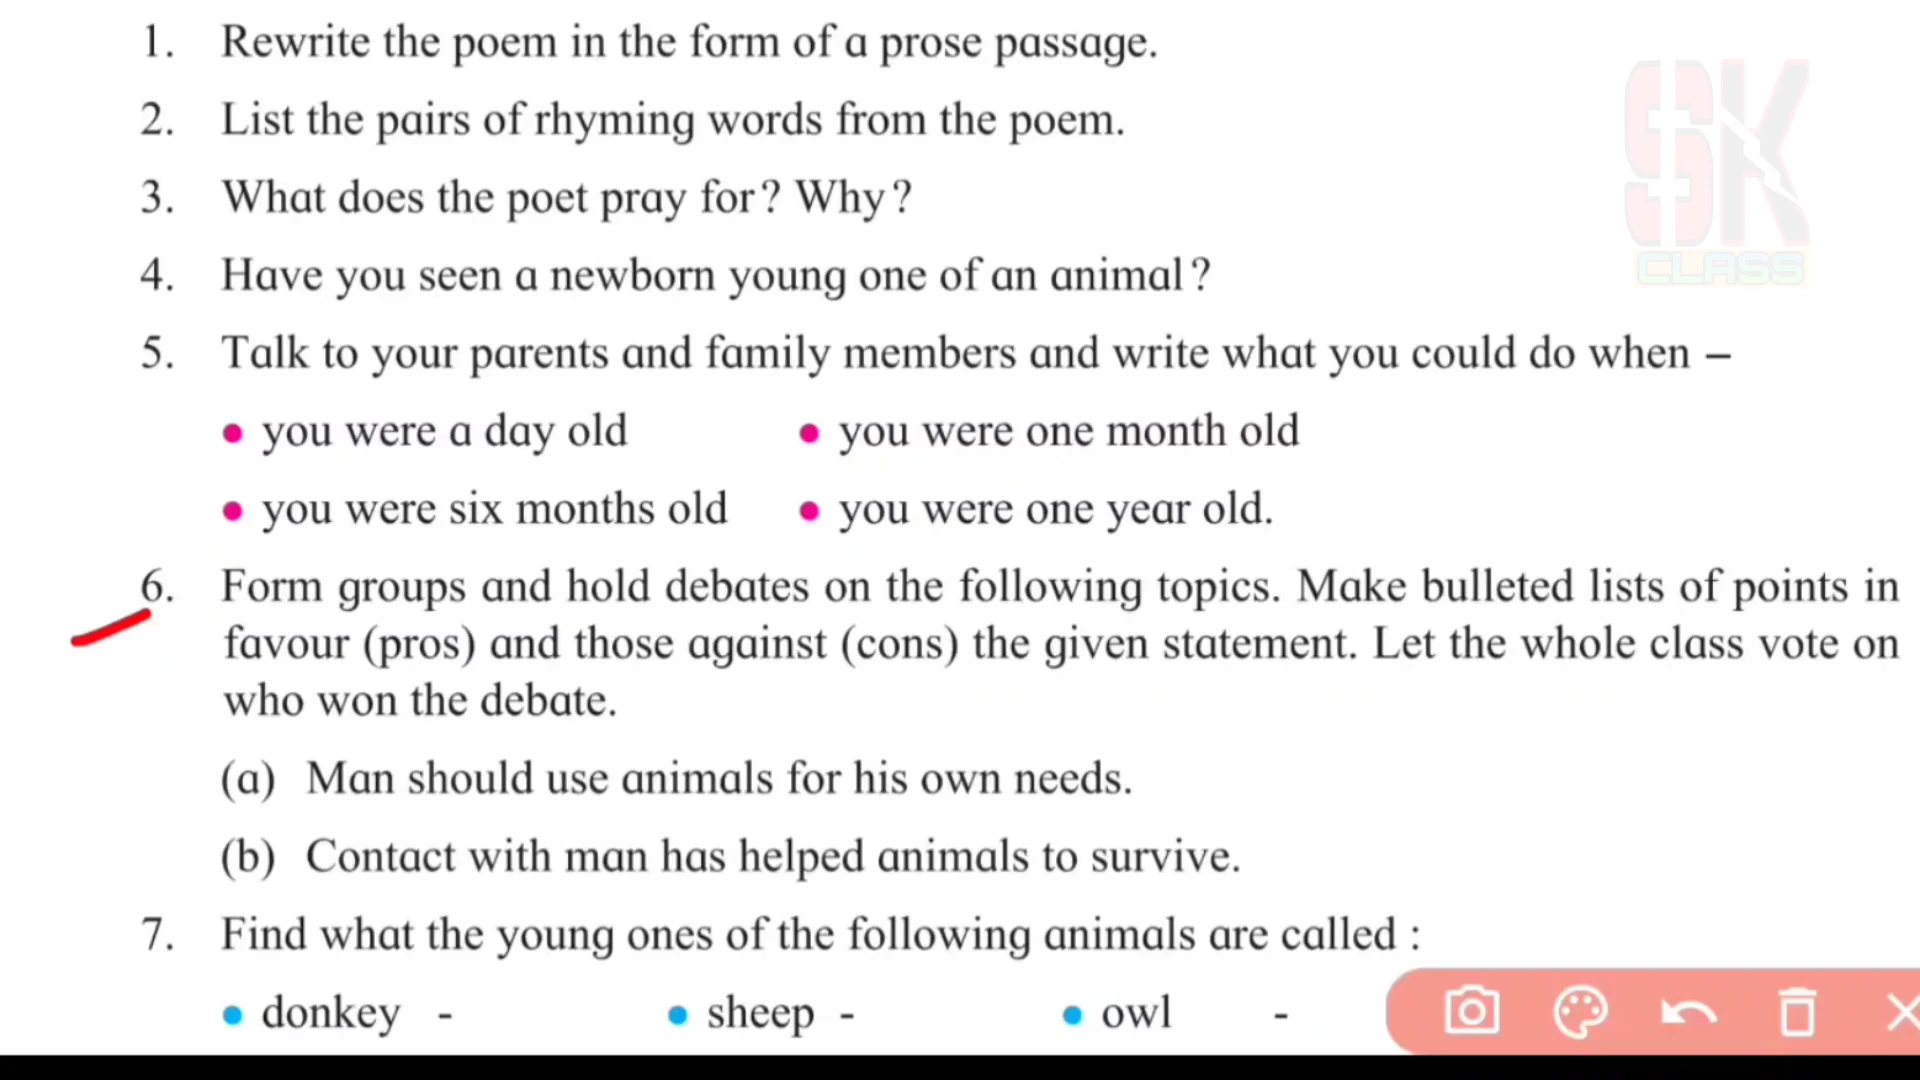 1. Rewrite the poem in the form of a prose passage.
2. List the pairs of rhyming words from the poem.
3. What does the poet pray for? Why?
4. Have you seen a newborn young one of an animal?
5. Talk to your parents and family members and write what you could do when –
• you were a day old • you were one month old
• you were six months old • you were one year old.
6. Form groups and hold debates on the following topics. Make bulleted lists of points in
favour (pros) and those against (cons) the given statement. Let the whole class vote on
who won the debate.
(a) Man should use animals for his own needs.
(b) Contact with man has helped animals to survive.
7. Find what the young ones of the following animals are called :
• donkey - • sheep - • owl -
SK
CLASS